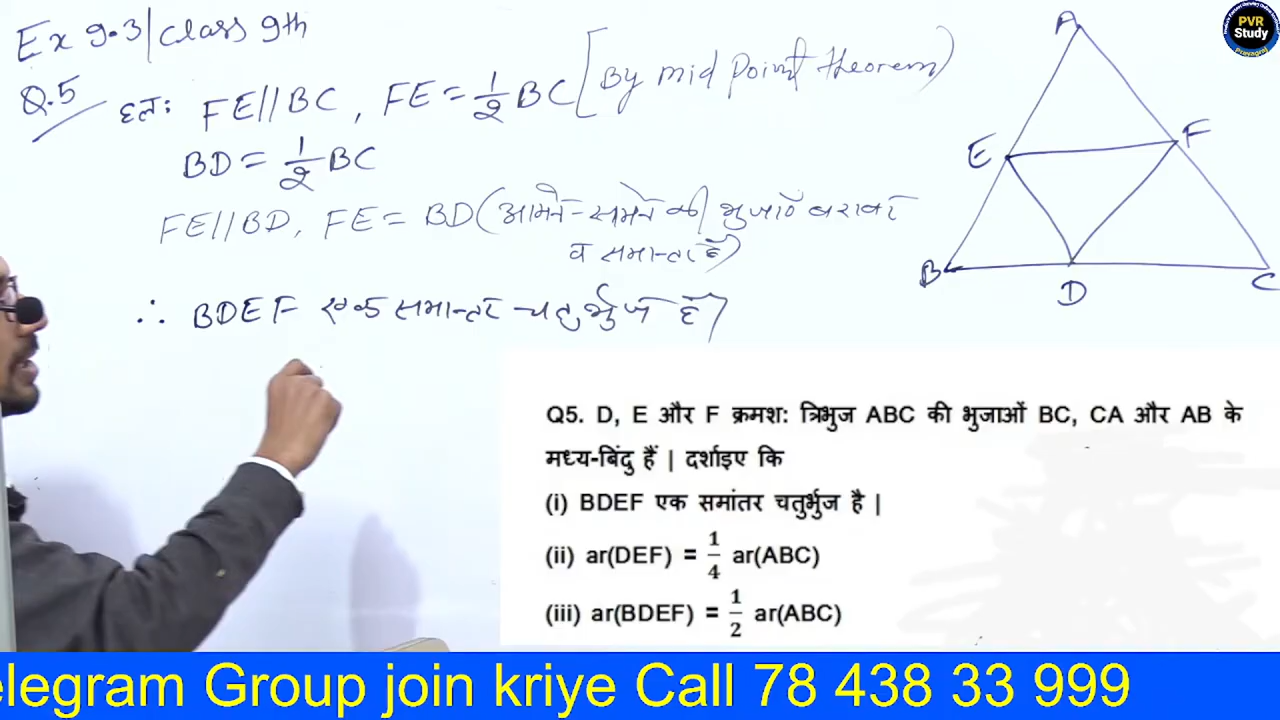 Ex 9.3 | Class 9th
Q.5
हल: FE//BC, FE = 1/2 BC [By mid Point theorem)
BD = 1/2 BC
FE//BD, FE = BD (आमने-सामने की भुजाएँ बराबर
व समान्तर है)
∴ BDEF एक समान्तर चतुर्भुज है
A
E
F
B
D
C
PVR
Study
Q5. D, E और F क्रमश: त्रिभुज ABC की भुजाओं BC, CA और AB के
मध्य-बिंदु हैं | दर्शाइए कि
(i) BDEF एक समांतर चतुर्भुज है |
(ii) ar(DEF) = 1/4 ar(ABC)
(iii) ar(BDEF) = 1/2 ar(ABC)
elegram Group join kriye Call 78 438 33 999